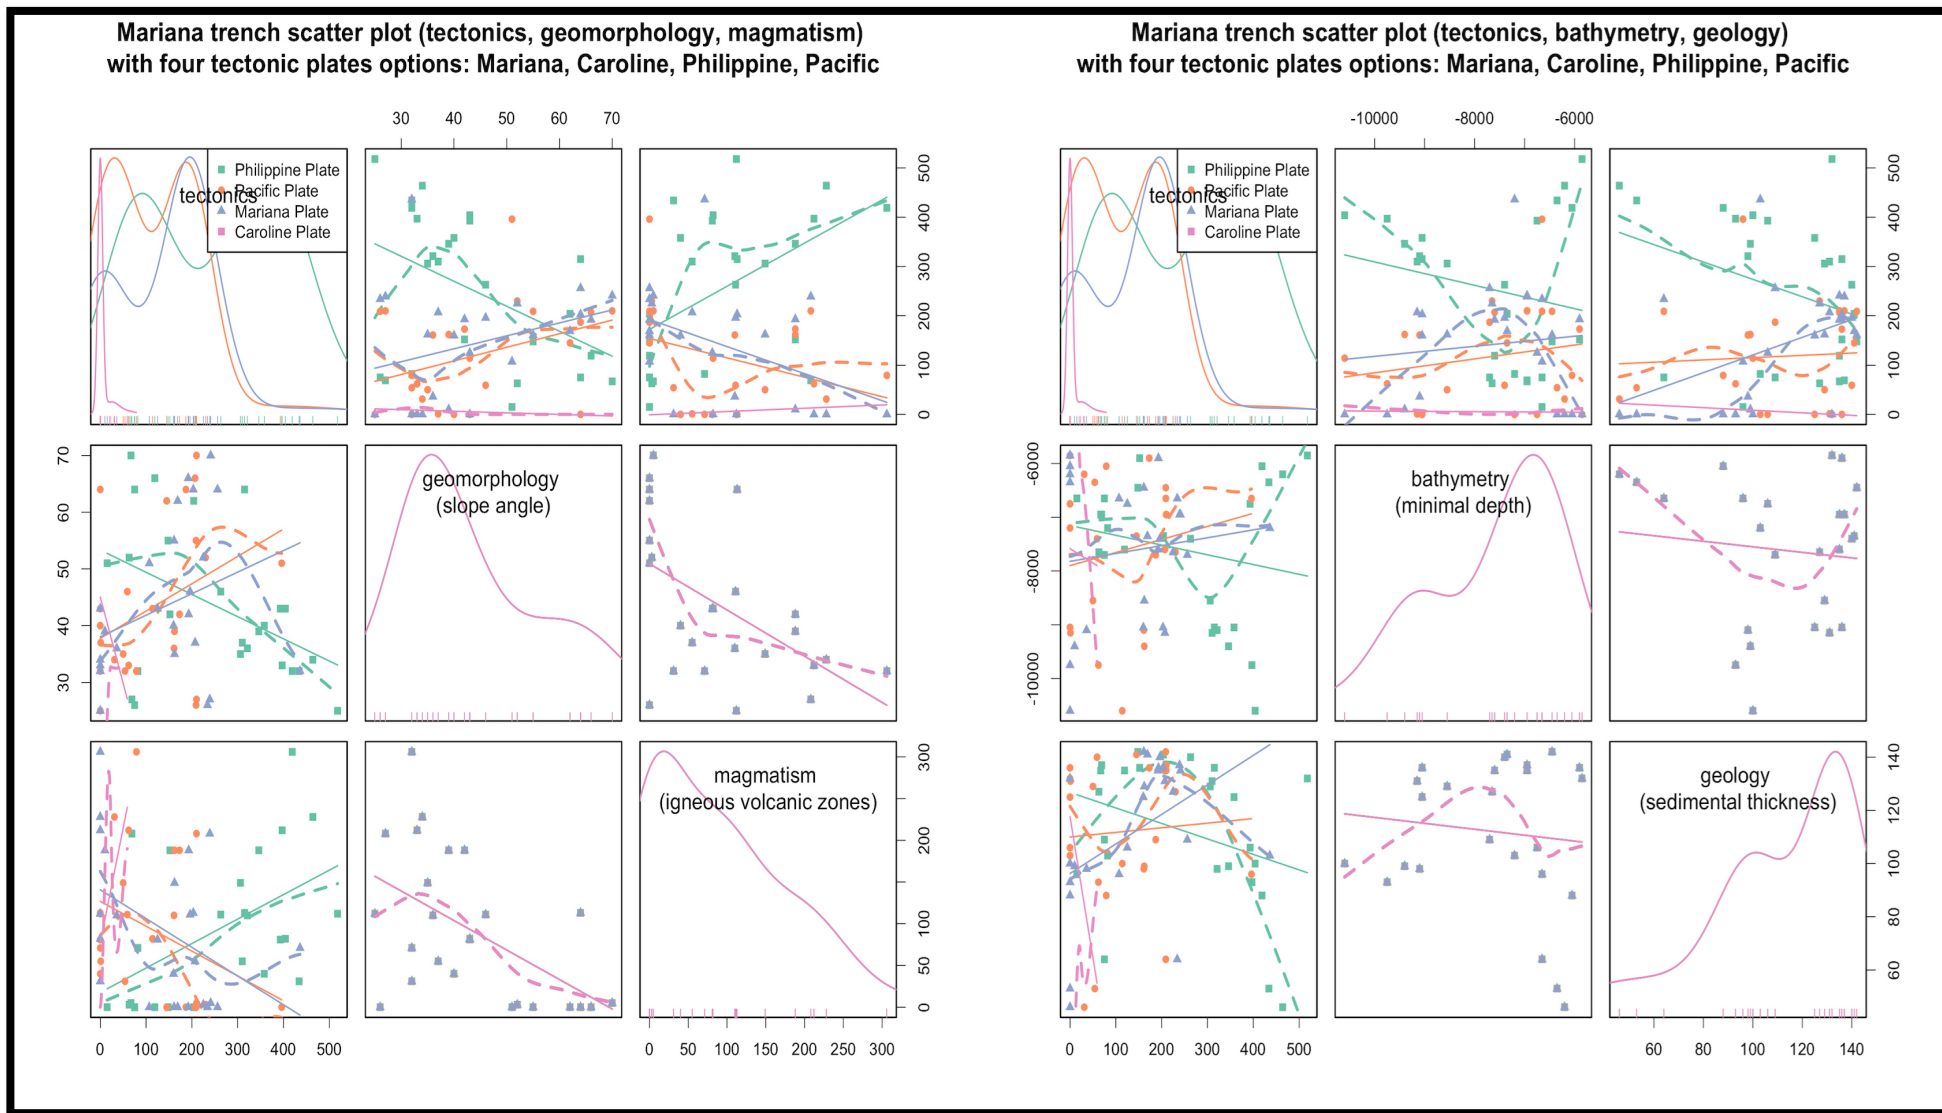 Mariana trench scatter plot (tectonics, geomorphology, magmatism)
with four tectonic plates options: Mariana, Caroline, Philippine, Pacific
30 40 50 60 70
Philippine Plate
Pacific Plate
tectonics
Mariana Plate
Caroline Plate
500
400
300
200
100
0
70
60
50
40
30
geomorphology
(slope angle)
magmatism
(igneous volcanic zones)
300
200
100
50
0
0 100 200 300 400 500
0 50 100 150 200 250 300
Mariana trench scatter plot (tectonics, bathymetry, geology)
with four tectonic plates options: Mariana, Caroline, Philippine, Pacific
-10000 -8000 -6000
Philippine Plate
Pacific Plate
tectonics
Mariana Plate
Caroline Plate
500
400
300
200
100
0
-6000
-8000
-10000
bathymetry
(minimal depth)
geology
(sedimental thickness)
140
120
100
80
60
0 100 200 300 400 500
60 80 100 120 140